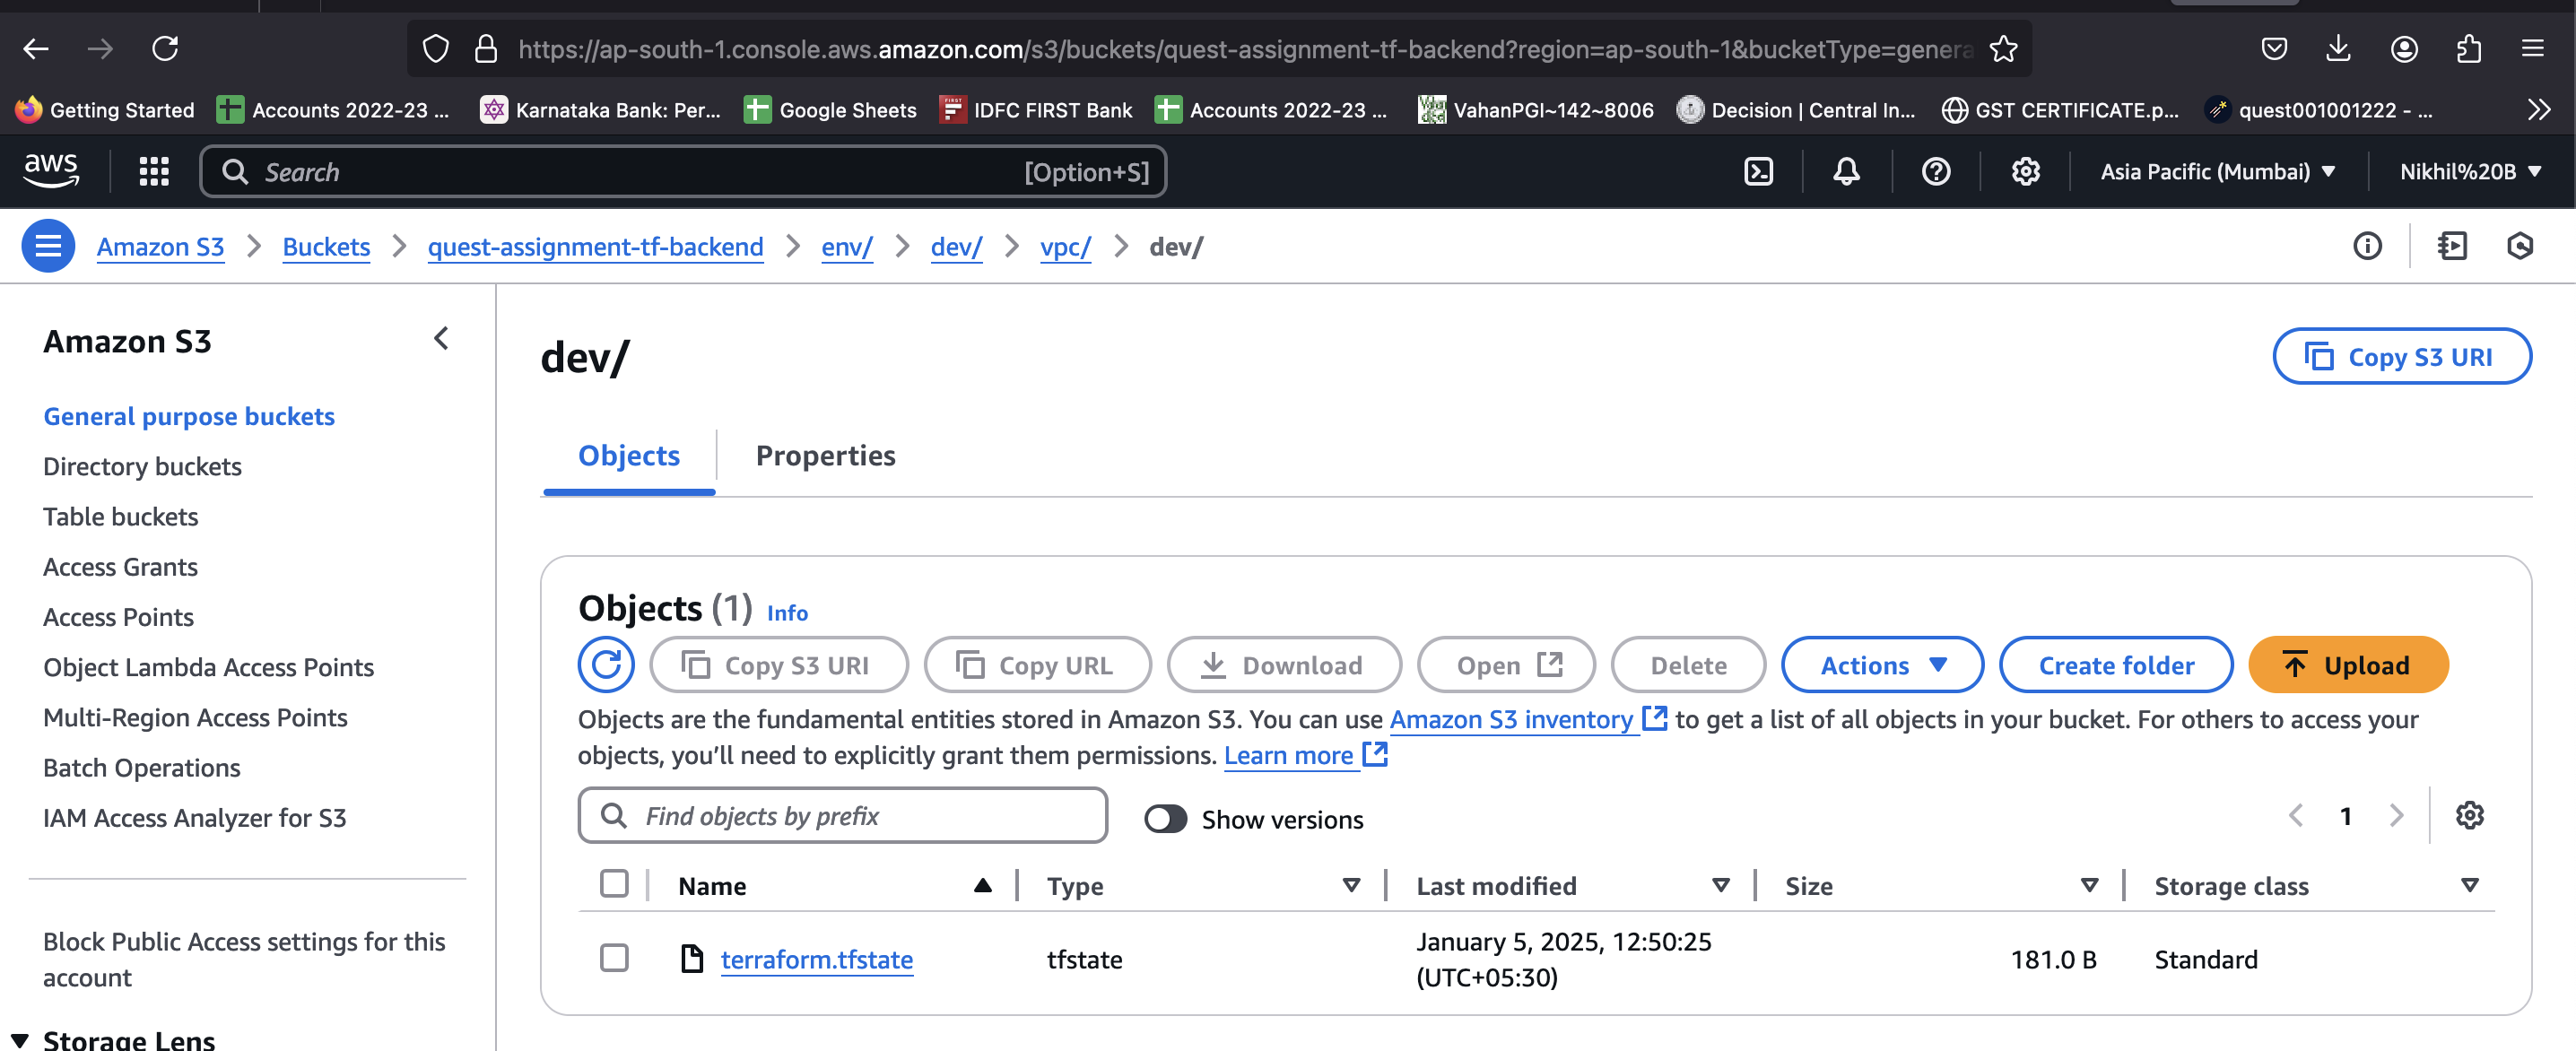 https://ap-south-1.console.aws.amazon.com/s3/buckets/quest-assignment-tf-backend?region=ap-south-1&bucketType=genera
Getting Started
Accounts 2022-23 ...
Karnataka Bank: Per...
Google Sheets
IDFC FIRST Bank
Accounts 2022-23 ...
VahanPGI~142~8006
Decision | Central In...
GST CERTIFICATE.p...
quest001001222 - ...
aws
Search
[Option+S]
Asia Pacific (Mumbai)
Nikhil%20B
Amazon S3
Buckets
quest-assignment-tf-backend
env/
dev/
vpc/
dev/
Amazon S3
General purpose buckets
Directory buckets
Table buckets
Access Grants
Access Points
Object Lambda Access Points
Multi-Region Access Points
Batch Operations
IAM Access Analyzer for S3
Block Public Access settings for this
account
Storage Lens
dev/
Copy S3 URI
Objects
Properties
Objects (1) Info
Copy S3 URI
Copy URL
Download
Open
Delete
Actions
Create folder
Upload
Objects are the fundamental entities stored in Amazon S3. You can use Amazon S3 inventory to get a list of all objects in your bucket. For others to access your
objects, you’ll need to explicitly grant them permissions. Learn more
Find objects by prefix
Show versions
1
Name
Type
Last modified
Size
Storage class
terraform.tfstate
tfstate
January 5, 2025, 12:50:25
(UTC+05:30)
181.0 B
Standard